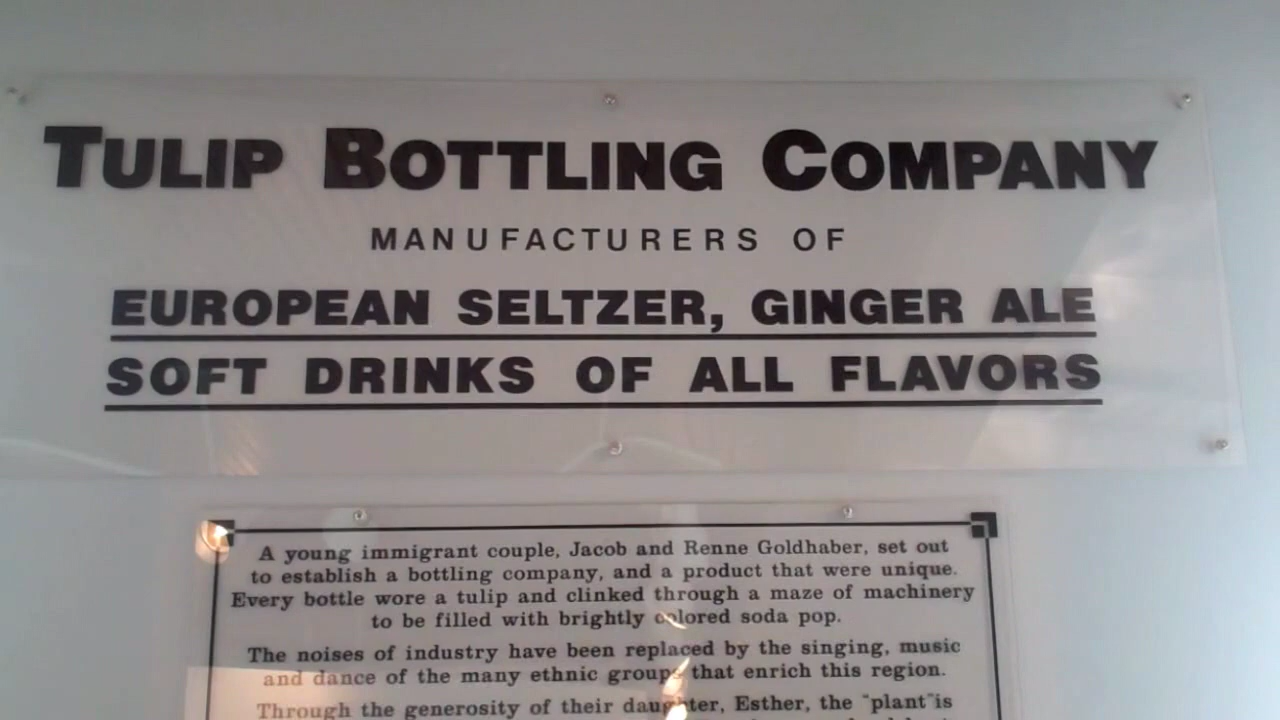 TULIP BOTTLING COMPANY
MANUFACTURERS OF
EUROPEAN SELTZER, GINGER ALE
SOFT DRINKS OF ALL FLAVORS
A young immigrant couple, Jacob and Renne Goldhaber, set out
to establish a bottling company, and a product that were unique.
Every bottle wore a tulip and clinked through a maze of machinery
to be filled with brightly colored soda pop.
The noises of industry have been replaced by the singing, music
and dance of the many ethnic groups that enrich this region.
Through the generosity of their daughter, Esther, the "plant"is